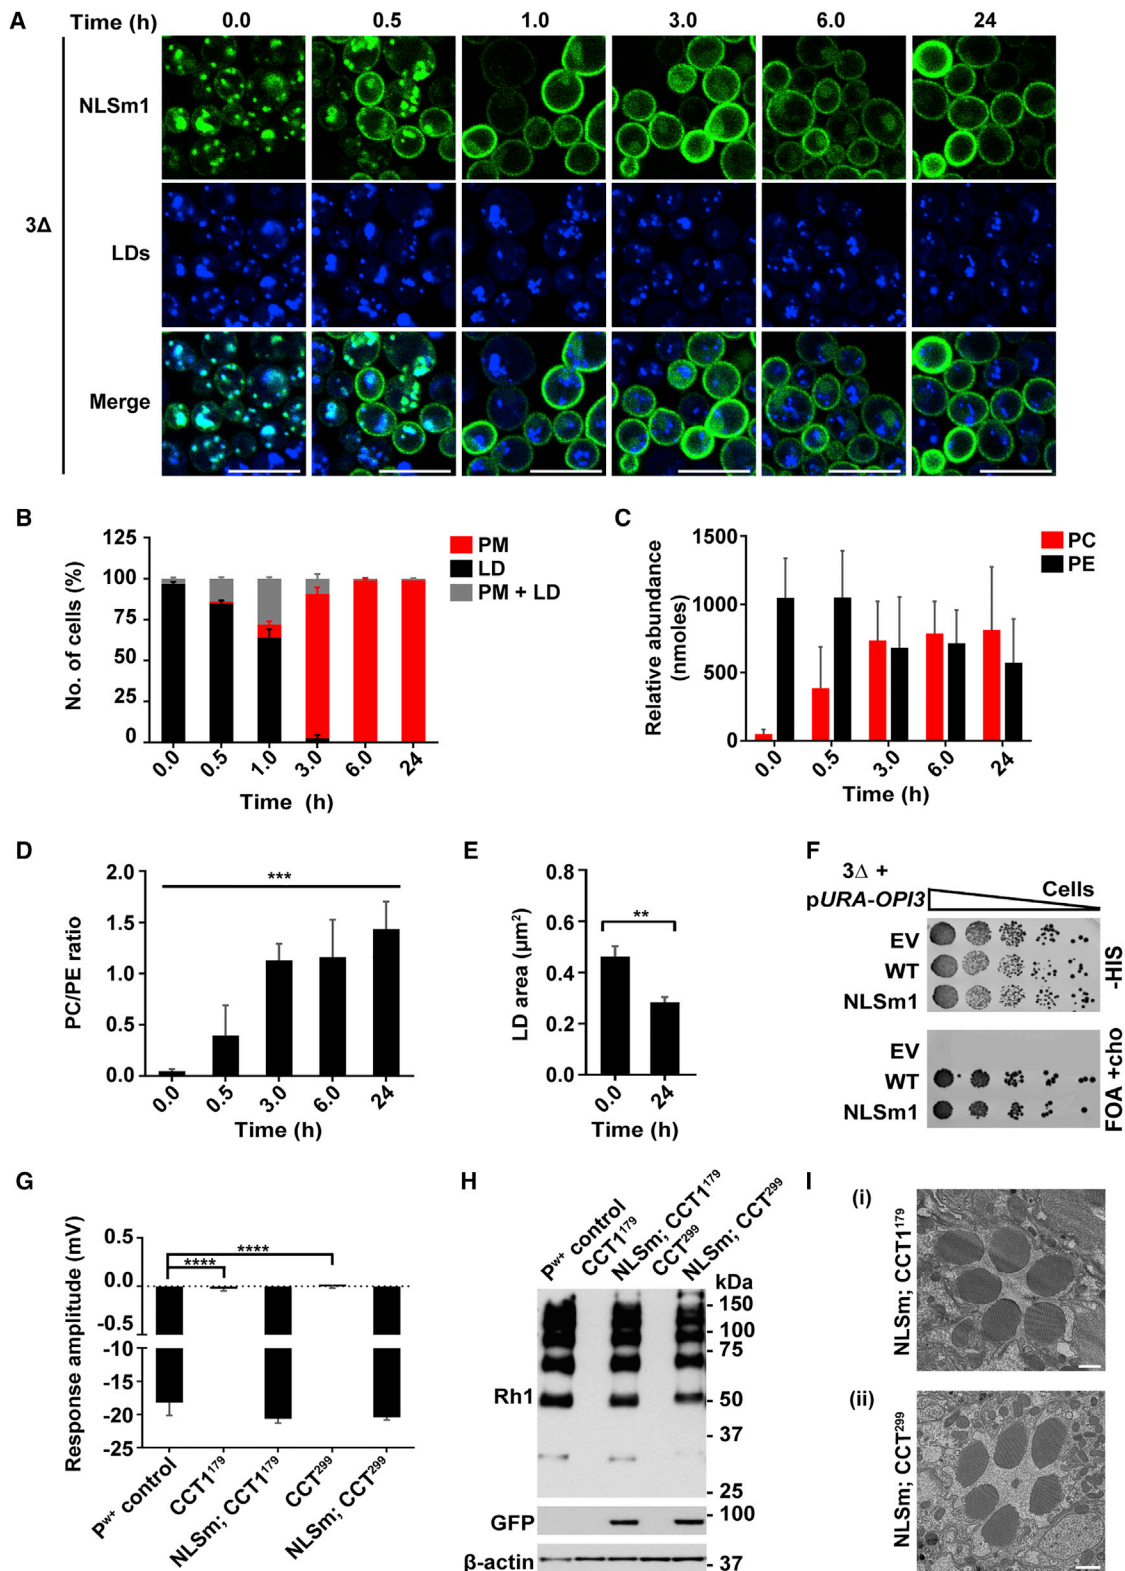 A
Time (h) 0.0 0.5 1.0 3.0 6.0 24
NLSm1
3Δ
LDs
Merge
B
No. of cells (%)
125
100
75
50
25
0
0.0 0.5 1.0 3.0 6.0 24
Time (h)
PM
LD
PM + LD
C
Relative abundance
(nmoles)
1500
1000
500
0
0.0 0.5 3.0 6.0 24
Time (h)
PC
PE
D
PC/PE ratio
2.0
1.5
1.0
0.5
0.0
***
0.0 0.5 3.0 6.0 24
Time (h)
E
LD area (µm²)
0.8
0.6
0.4
0.2
0.0
**
0.0 24
Time (h)
F
3Δ +
pURA-OPI3
Cells
EV
WT
NLSm1
-HIS
EV
WT
NLSm1
FOA +cho
G
Response amplitude (mV)
0.5
0.0
-0.5
-10
-15
-20
-25
****
****
Pʷ⁺ control
CCT1¹⁷⁹
NLSm; CCT1¹⁷⁹
CCT²⁹⁹
NLSm; CCT²⁹⁹
H
Pʷ⁺ control
CCT1¹⁷⁹
NLSm; CCT1¹⁷⁹
CCT²⁹⁹
NLSm; CCT²⁹⁹
kDa
- 150
- 100
- 75
Rh1
- 50
- 37
- 25
GFP
- 100
β-actin
- 37
I
(i)
NLSm; CCT1¹⁷⁹
(ii)
NLSm; CCT²⁹⁹